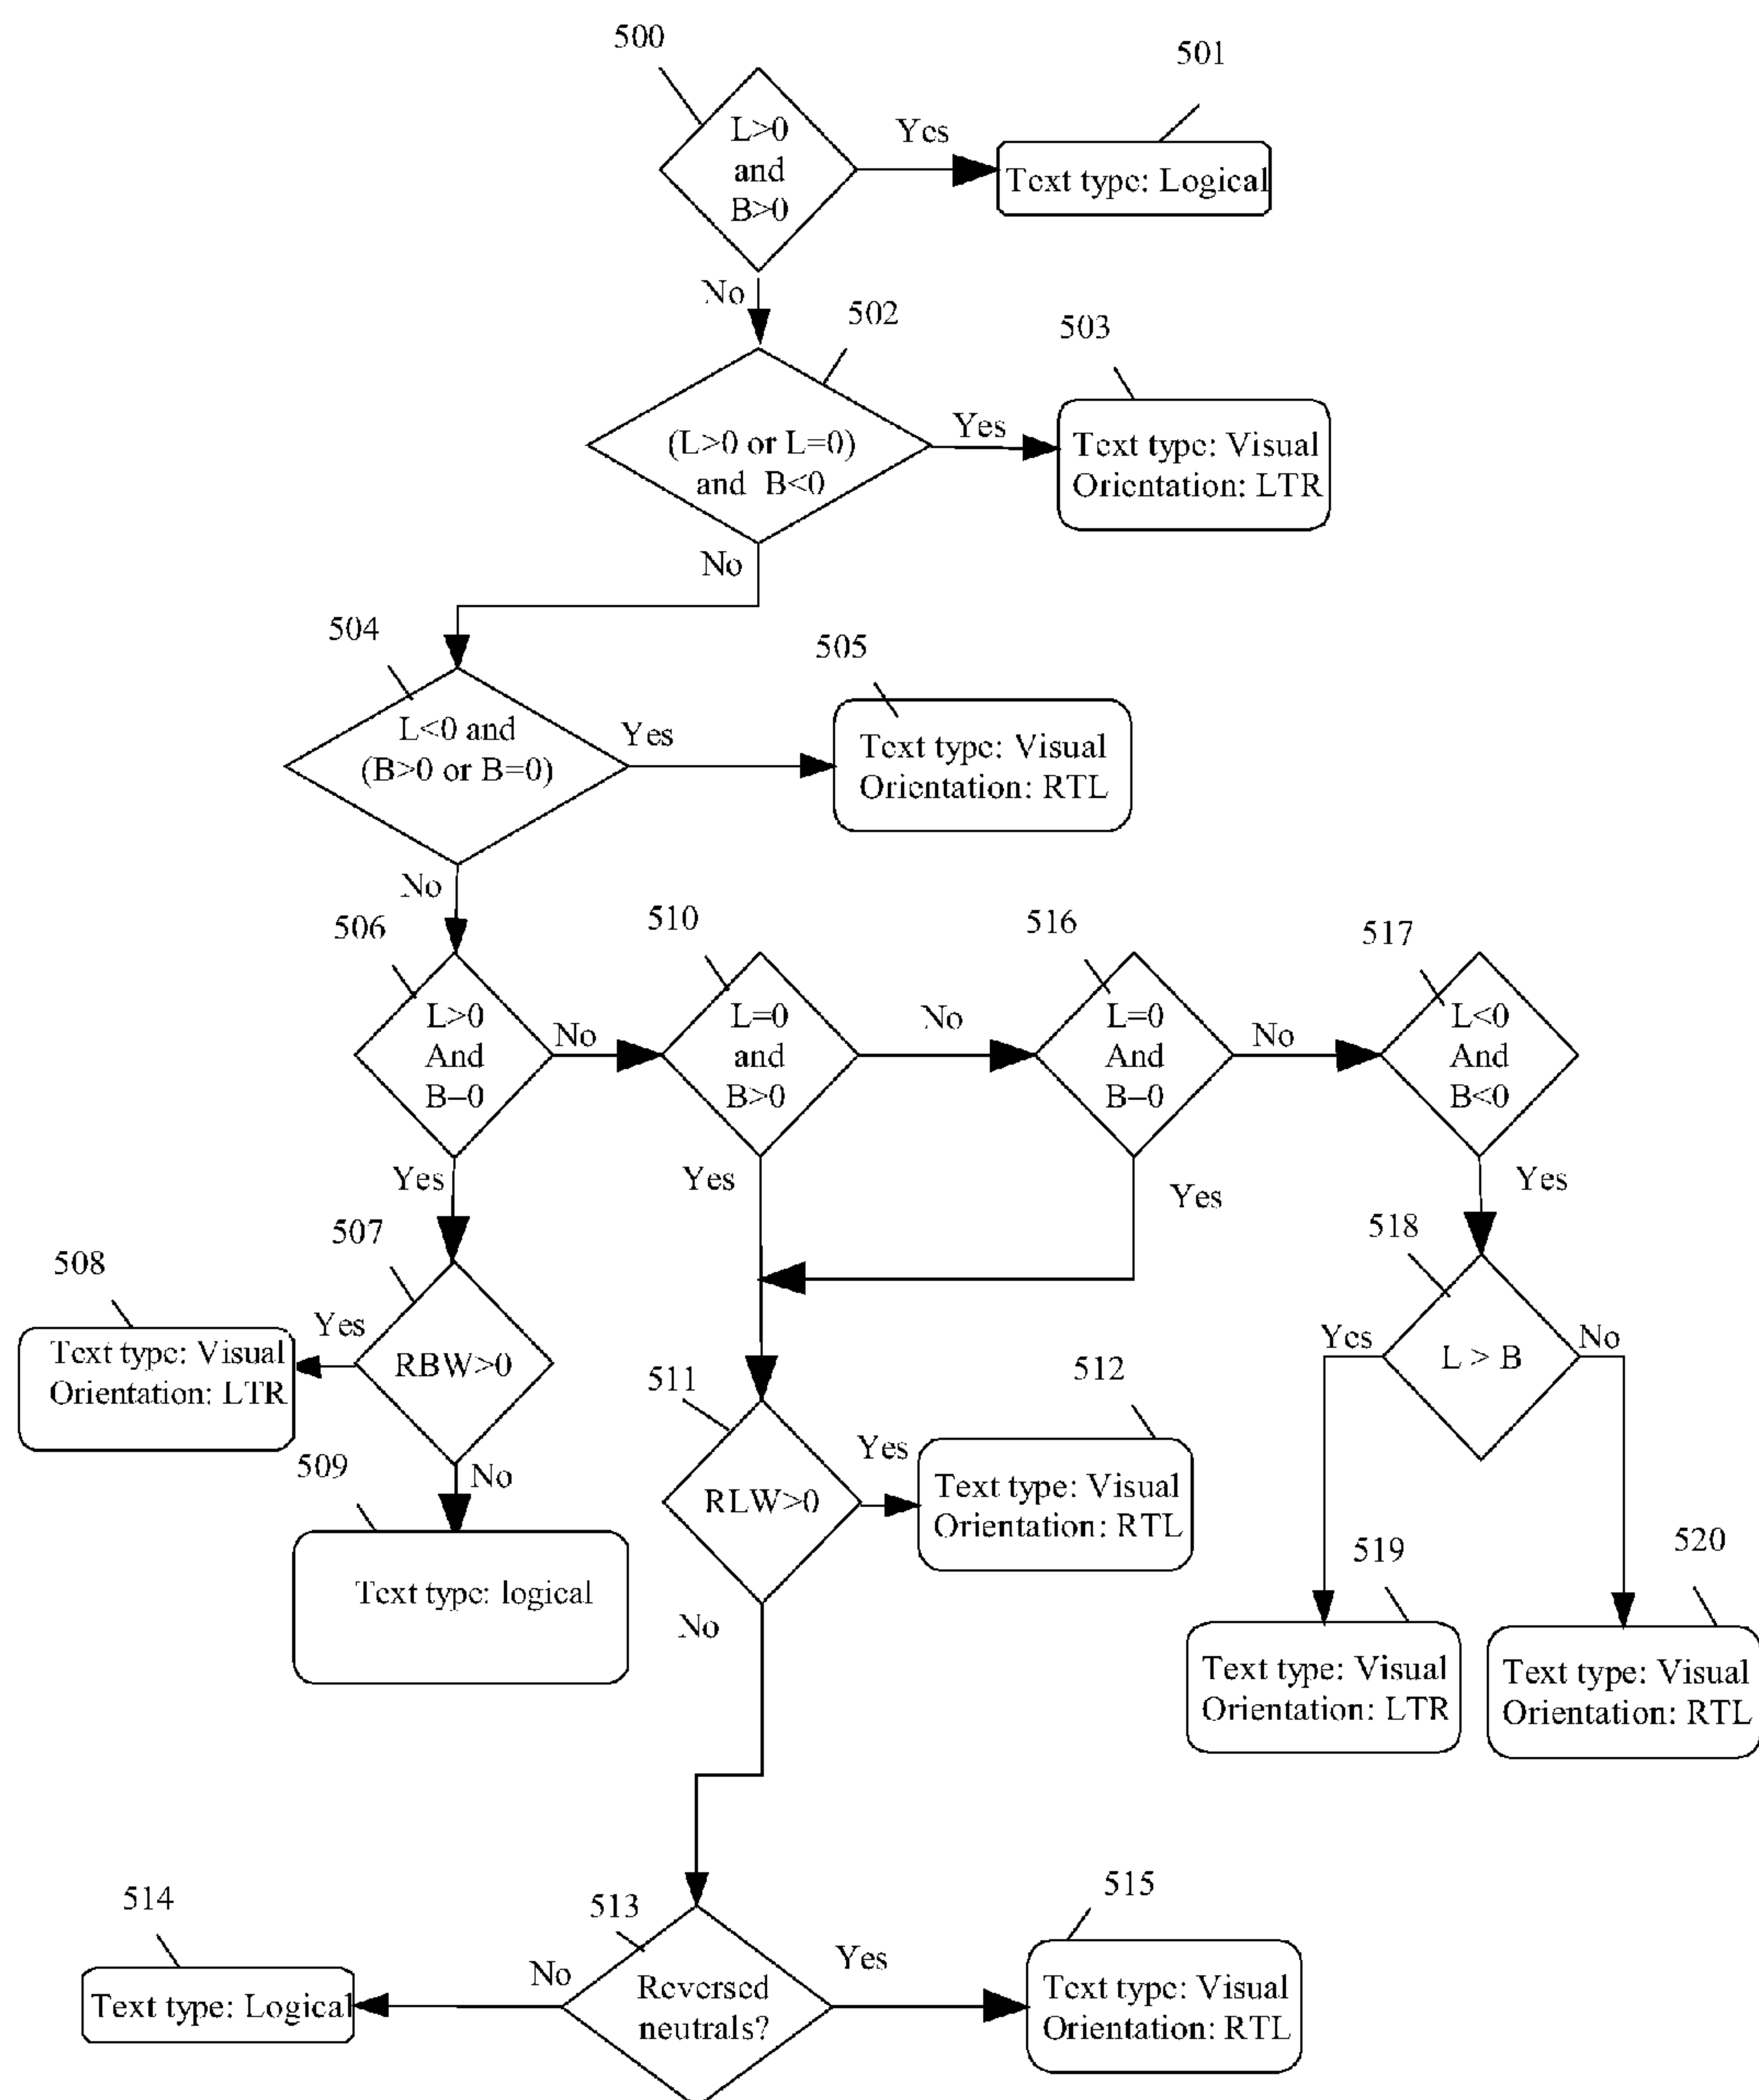 500
501
L>0
and
B>0
Yes
Text type: Logical
No
502
503
(L>0 or L=0)
and B<0
Yes
Text type: Visual
Orientation: LTR
No
504
505
L<0 and
(B>0 or B=0)
Yes
Text type: Visual
Orientation: RTL
No
506
510
516
517
L>0
And
B=0
No
L=0
and
B>0
No
L=0
And
B=0
No
L<0
And
B<0
Yes
Yes
Yes
Yes
507
518
508
Yes
Text type: Visual
Orientation: LTR
RBW>0
Yes
L > B
No
511
512
509
No
RLW>0
Yes
Text type: Visual
Orientation: RTL
Text type: logical
519
520
No
Text type: Visual
Orientation: LTR
Text type: Visual
Orientation: RTL
514
513
515
No
Yes
Text type: Logical
Reversed
neutrals?
Text type: Visual
Orientation: RTL